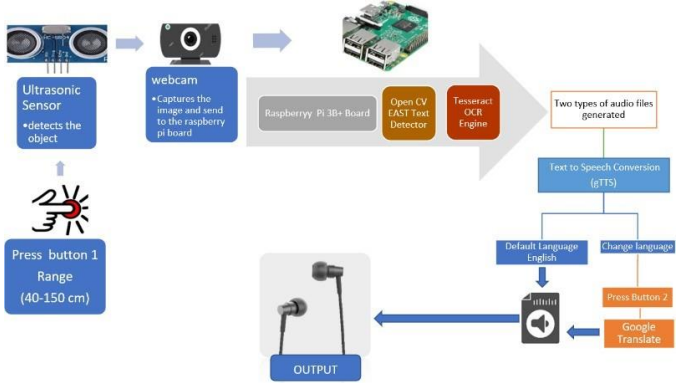 Ultrasonic
Sensor
•detects the
object
webcam
•Captures the
image and send
to the raspberry
pi board
Raspberryy Pi 3B+ Board
Open CV
EAST Text
Detector
Tesseract
OCR
Engine
Two types of audio files
generated
Text to Speech Conversion
(gTTS)
Default Language
English
Change language
Press Button 2
Google
Translate
Press button 1
Range
(40-150 cm)
OUTPUT